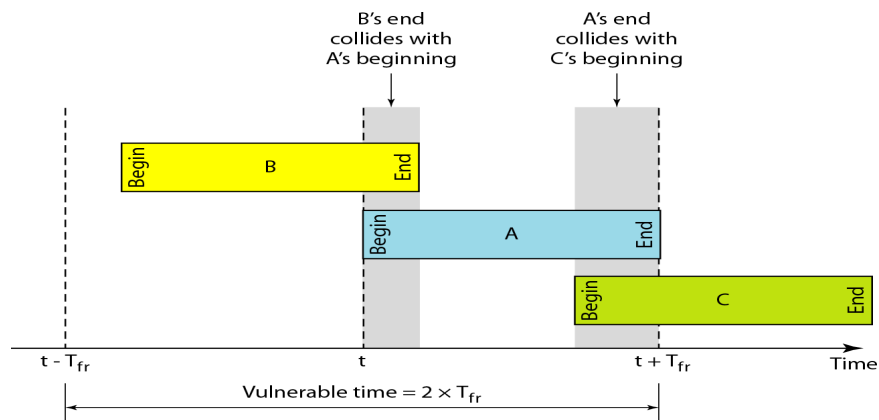 B's end
collides with
A's beginning
A's end
collides with
C's beginning
Begin
B
End
Begin
A
End
Begin
C
End
t - Tfr
t
t + Tfr
Time
Vulnerable time = 2 × Tfr